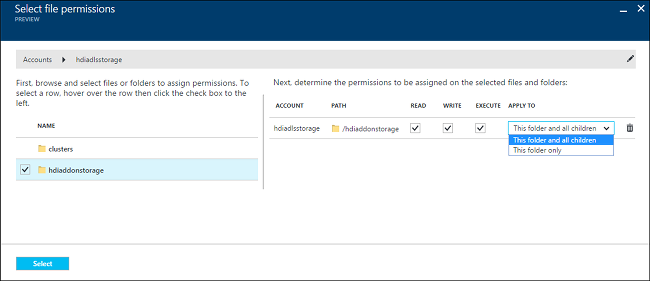 Select file permissions
PREVIEW
Accounts hdiadlsstorage
First, browse and select files or folders to assign permissions. To
select a row, hover over the row then click the check box to the
left.
NAME
clusters
hdiaddonstorage
Next, determine the permissions to be assigned on the selected files and folders:
ACCOUNT PATH READ WRITE EXECUTE APPLY TO
hdiadlsstorage /hdiaddonstorage This folder and all children
This folder and all children
This folder only
Select